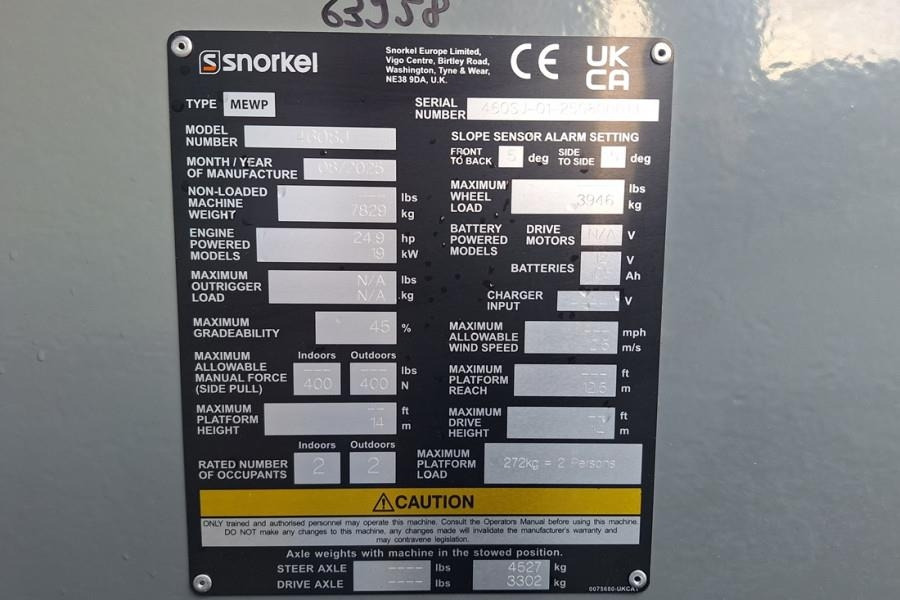 63958
snorkel
Snorkel Europe Limited,
Vigo Centre, Birtley Road,
Washington, Tyne & Wear,
NE38 9DA, U.K.
CE
UK
CA
TYPE MEWP
SERIAL
NUMBER
MODEL
NUMBER 460SJ
SLOPE SENSOR ALARM SETTING
FRONT
TO BACK 5 deg
SIDE
TO SIDE deg
MONTH / YEAR
OF MANUFACTURE 08/2025
NON-LOADED
MACHINE
WEIGHT
lbs
7829 kg
MAXIMUM
WHEEL
LOAD
--- lbs
3946 kg
ENGINE
POWERED
MODELS
24.9 hp
19 kW
BATTERY
POWERED
MODELS
DRIVE
MOTORS N/A V
BATTERIES
12 V
Ah
CHARGER
INPUT V
MAXIMUM
OUTRIGGER
LOAD
N/A lbs
N/A kg
MAXIMUM
GRADEABILITY 45 %
MAXIMUM
ALLOWABLE
WIND SPEED
--- mph
12.5 m/s
MAXIMUM
ALLOWABLE
MANUAL FORCE
(SIDE PULL)
Indoors Outdoors
--- --- lbs
400 400 N
MAXIMUM
PLATFORM
REACH
--- ft
m
MAXIMUM
PLATFORM
HEIGHT
-- ft
14 m
MAXIMUM
DRIVE
HEIGHT
ft
m
Indoors Outdoors
RATED NUMBER
OF OCCUPANTS 2 2
MAXIMUM
PLATFORM
LOAD
272kg = 2 Persons
CAUTION
ONLY trained and authorised personnel may operate this machine. Consult the Operators Manual before using this machine.
DO NOT make any changes to this machine, any changes made will invalidate the manufacturer's warranty and
may contravene legislation.
Axle weights with machine in the stowed position.
STEER AXLE ---- lbs 4527 kg
DRIVE AXLE ---- lbs 3302 kg
0073680-UKCA1